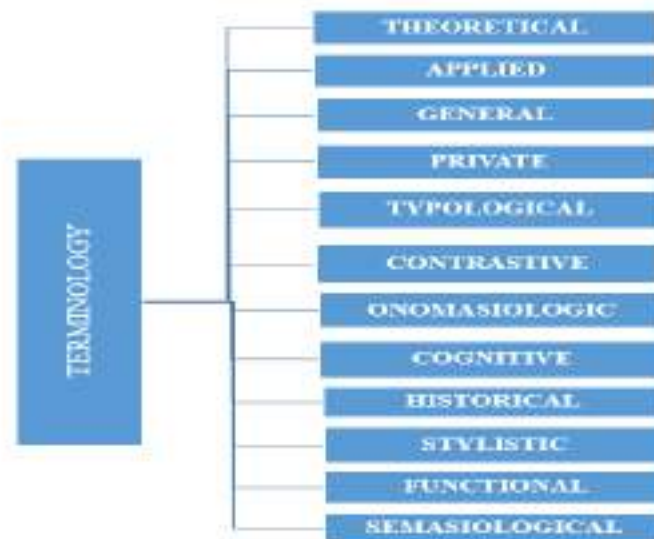 TERMINOLOGY
THEORETICAL
APPLIED
GENERAL
PRIVATE
TYPOLOGICAL
CONTRASTIVE
ONOMASIOLOGIC
COGNITIVE
HISTORICAL
STYLISTIC
FUNCTIONAL
SEMASIOLOGICAL